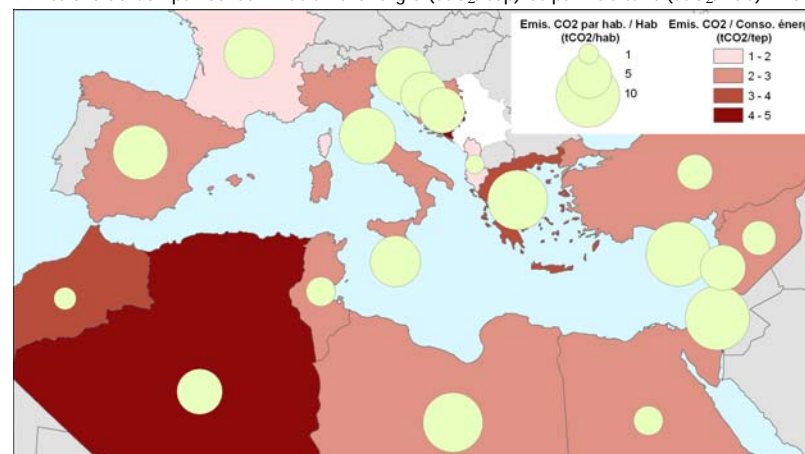 Emis. CO2 par hab. / Hab
(tCO2/hab)
1
5
10
Emis. CO2 / Conso. énerg
(tCO2/tep)
1 - 2
2 - 3
3 - 4
4 - 5